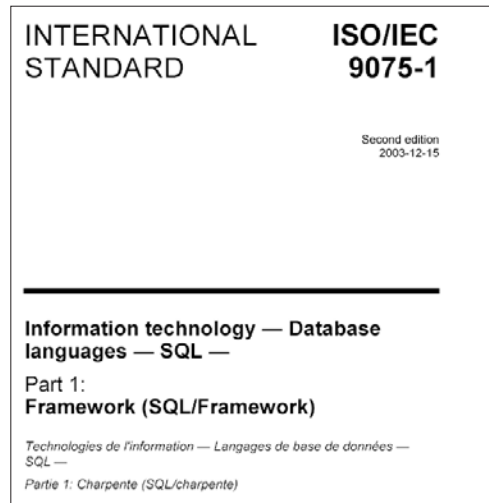 INTERNATIONAL STANDARD
ISO/IEC 9075-1
Second edition
2003-12-15
Information technology — Database
languages — SQL —
Part 1:
Framework (SQL/Framework)
Technologies de l'information — Langages de base de données —
SQL —
Partie 1: Charpente (SQL/charpente)